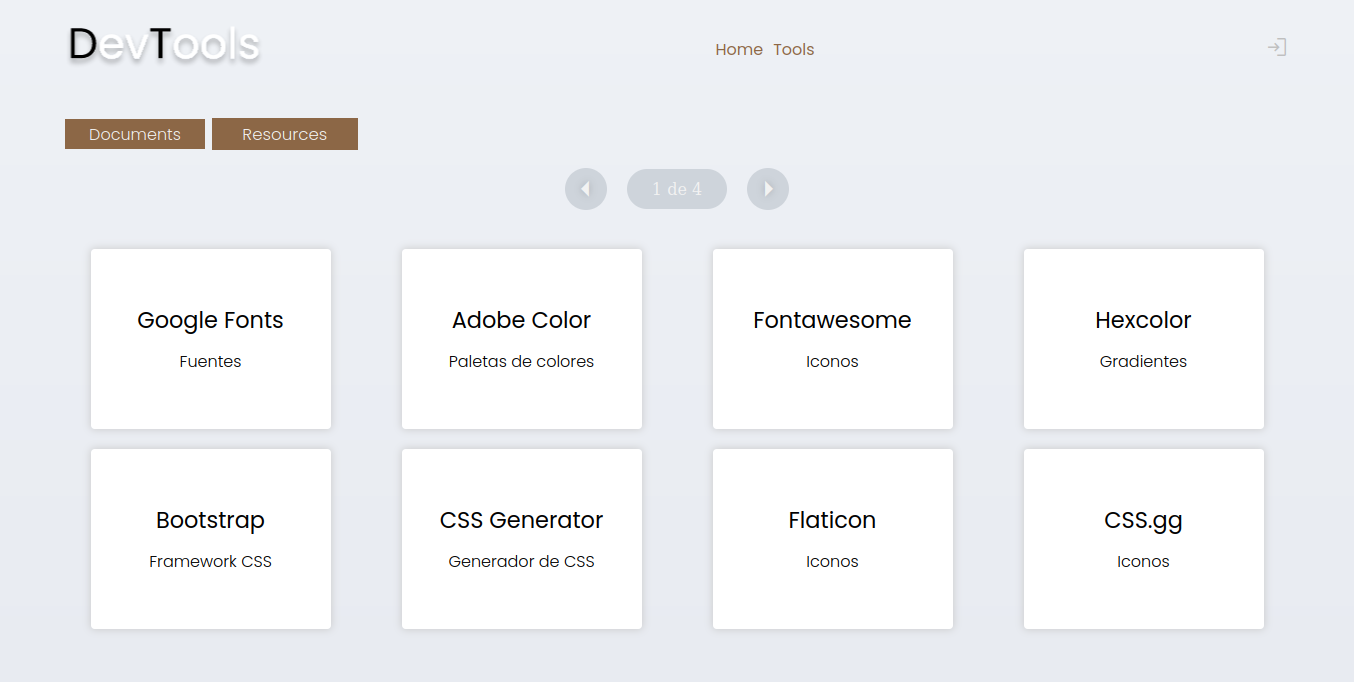 DevTools
Home Tools
Documents Resources
1 de 4
Google Fonts
Fuentes
Adobe Color
Paletas de colores
Fontawesome
Iconos
Hexcolor
Gradientes
Bootstrap
Framework CSS
CSS Generator
Generador de CSS
Flaticon
Iconos
CSS.gg
Iconos